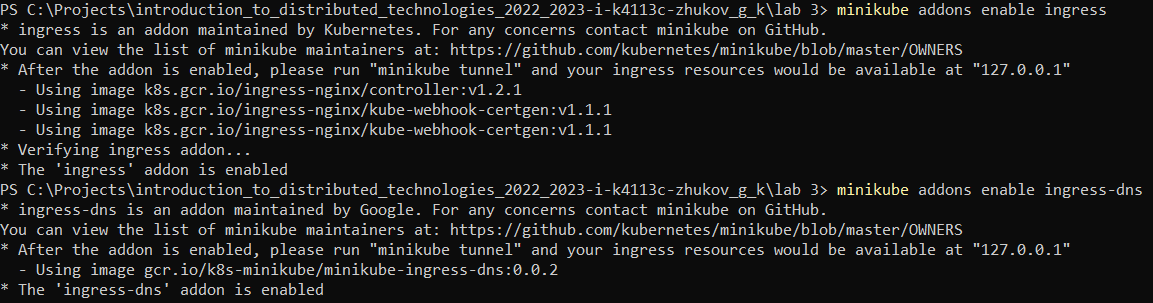 PS C:\Projects\introduction_to_distributed_technologies_2022_2023-i-k4113c-zhukov_g_k\lab 3> minikube addons enable ingress
* ingress is an addon maintained by Kubernetes. For any concerns contact minikube on GitHub.
You can view the list of minikube maintainers at: https://github.com/kubernetes/minikube/blob/master/OWNERS
* After the addon is enabled, please run "minikube tunnel" and your ingress resources would be available at "127.0.0.1"
  - Using image k8s.gcr.io/ingress-nginx/controller:v1.2.1
  - Using image k8s.gcr.io/ingress-nginx/kube-webhook-certgen:v1.1.1
  - Using image k8s.gcr.io/ingress-nginx/kube-webhook-certgen:v1.1.1
* Verifying ingress addon...
* The 'ingress' addon is enabled
PS C:\Projects\introduction_to_distributed_technologies_2022_2023-i-k4113c-zhukov_g_k\lab 3> minikube addons enable ingress-dns
* ingress-dns is an addon maintained by Google. For any concerns contact minikube on GitHub.
You can view the list of minikube maintainers at: https://github.com/kubernetes/minikube/blob/master/OWNERS
* After the addon is enabled, please run "minikube tunnel" and your ingress resources would be available at "127.0.0.1"
  - Using image gcr.io/k8s-minikube/minikube-ingress-dns:0.0.2
* The 'ingress-dns' addon is enabled